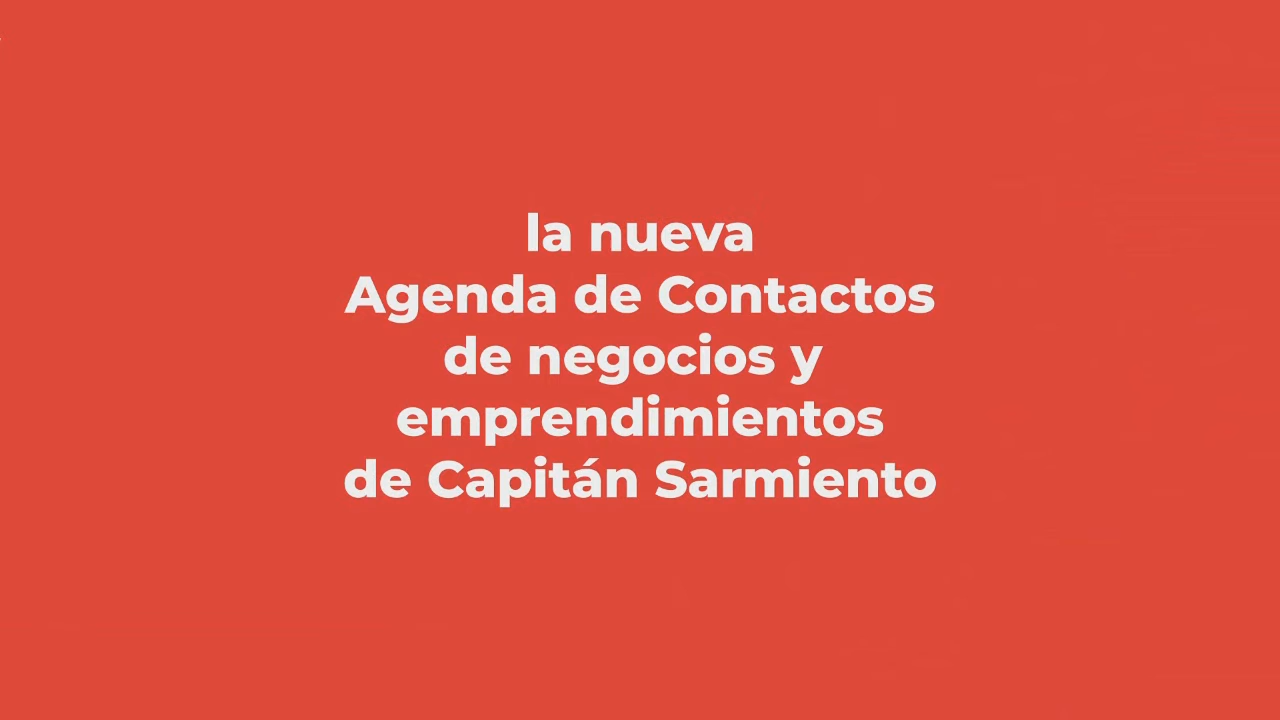 la nueva
Agenda de Contactos
de negocios y
emprendimientos
de Capitán Sarmiento